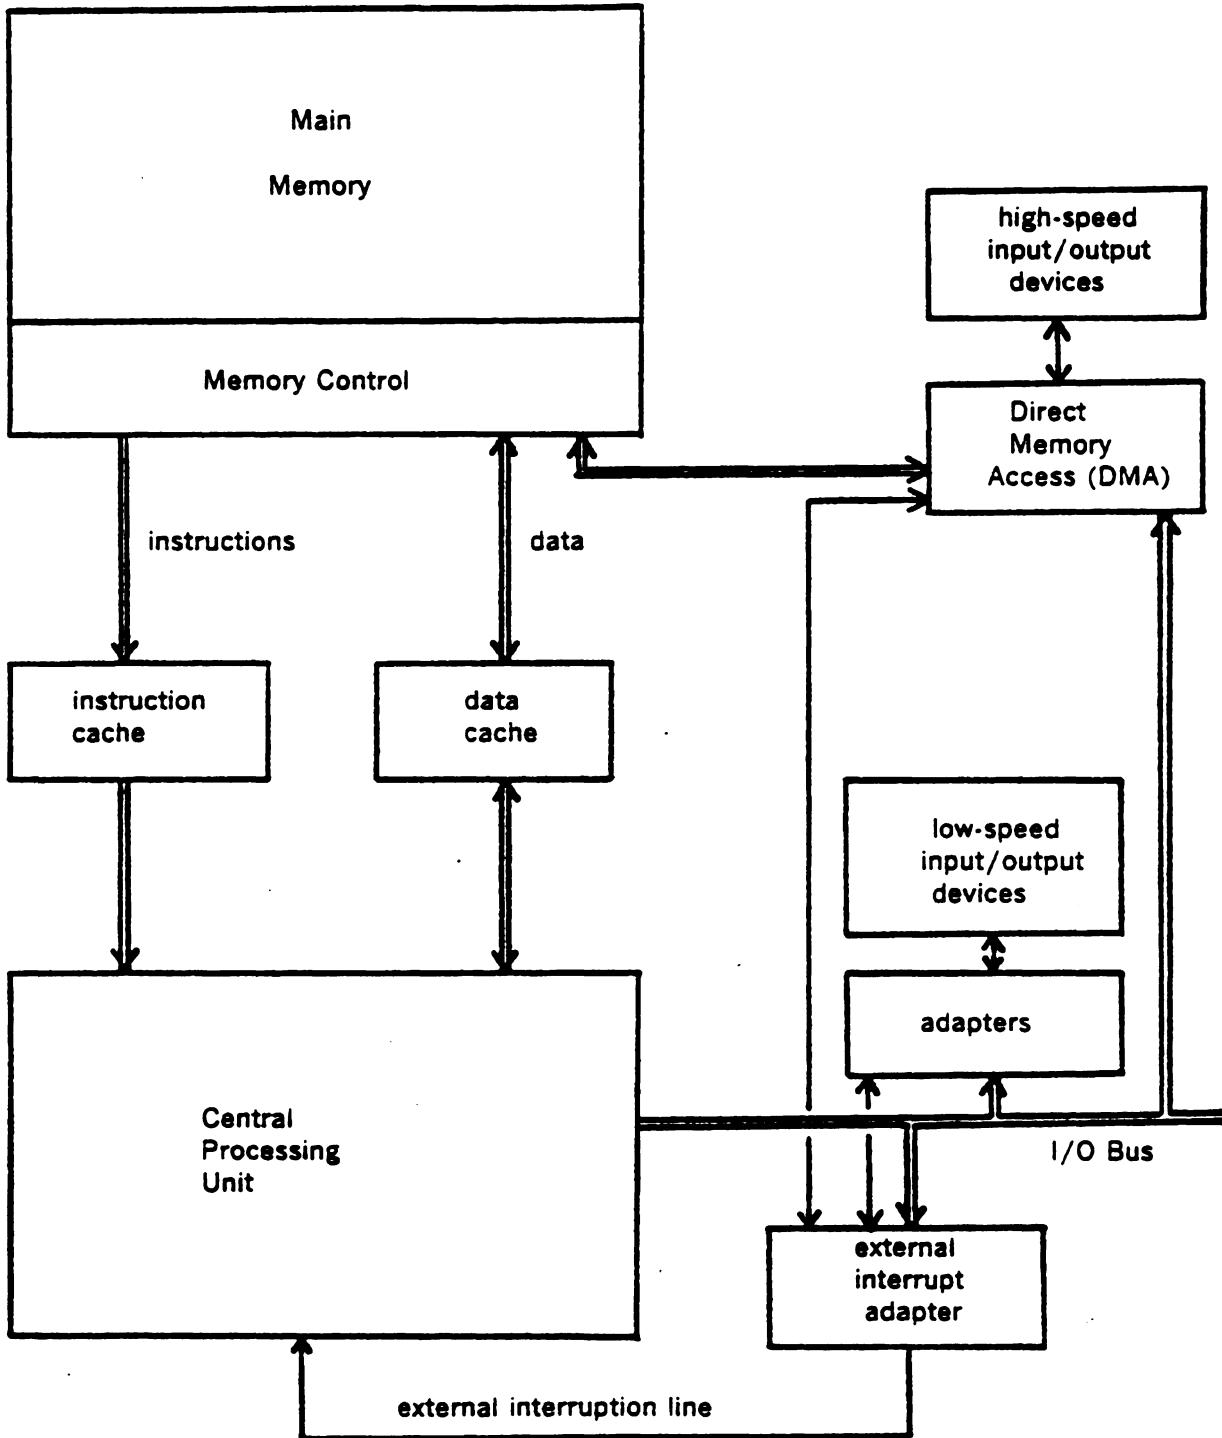 Main
Memory
high-speed
input/output
devices
Memory Control
Direct
Memory
Access (DMA)
instructions
data
instruction
cache
data
cache
low-speed
input/output
devices
adapters
Central
Processing
Unit
I/O Bus
external
interrupt
adapter
external interruption line